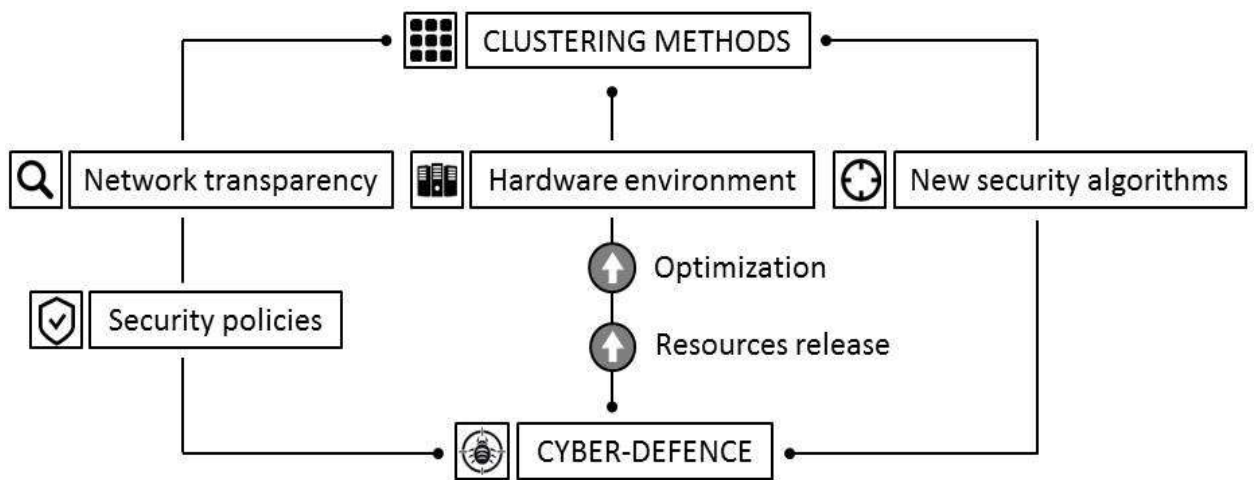 CLUSTERING METHODS
Network transparency
Hardware environment
New security algorithms
Optimization
Security policies
Resources release
CYBER-DEFENCE